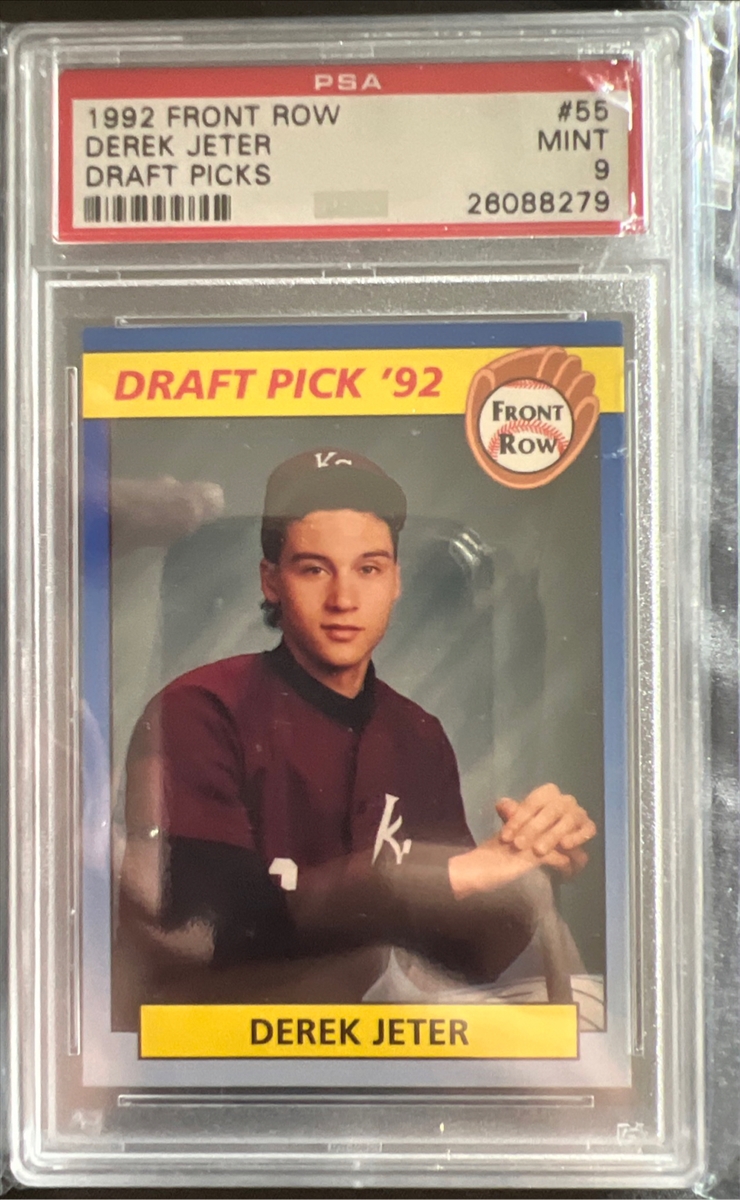 PSA
1992 FRONT ROW #55
DEREK JETER MINT
DRAFT PICKS 9
26088279
DRAFT PICK '92
FRONT
ROW
K
k
DEREK JETER